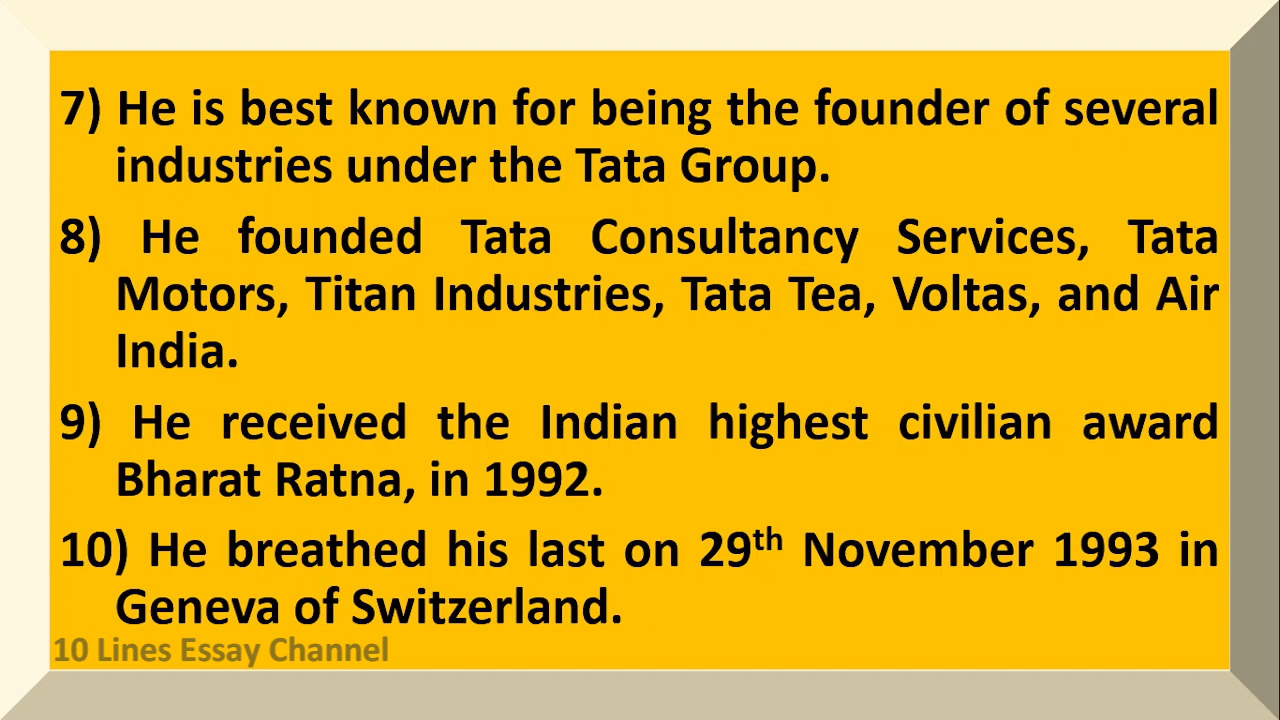 7) He is best known for being the founder of several
industries under the Tata Group.
8) He founded Tata Consultancy Services, Tata
Motors, Titan Industries, Tata Tea, Voltas, and Air
India.
9) He received the Indian highest civilian award
Bharat Ratna, in 1992.
10) He breathed his last on 29th November 1993 in
Geneva of Switzerland.
10 Lines Essay Channel